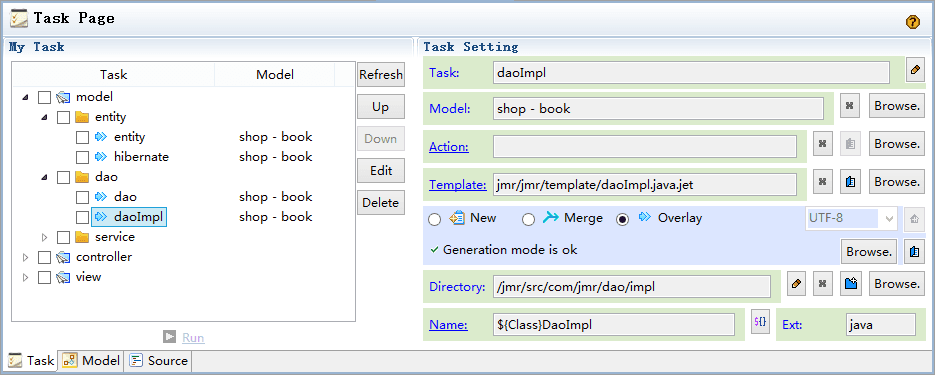 Task Page
My Task
Task Model
model
entity
entity shop - book
hibernate shop - book
dao
dao shop - book
daoImpl shop - book
service
controller
view
Refresh
Up
Down
Edit
Delete
Run
Task Setting
Task: daoImpl
Model: shop - book Browse.
Action: Browse.
Template: jmr/jmr/template/daoImpl.java.jet Browse.
New Merge Overlay UTF-8
Generation mode is ok Browse.
Directory: /jmr/src/com/jmr/dao/impl Browse.
Name: ${Class}DaoImpl ${} Ext: java
Task Model Source